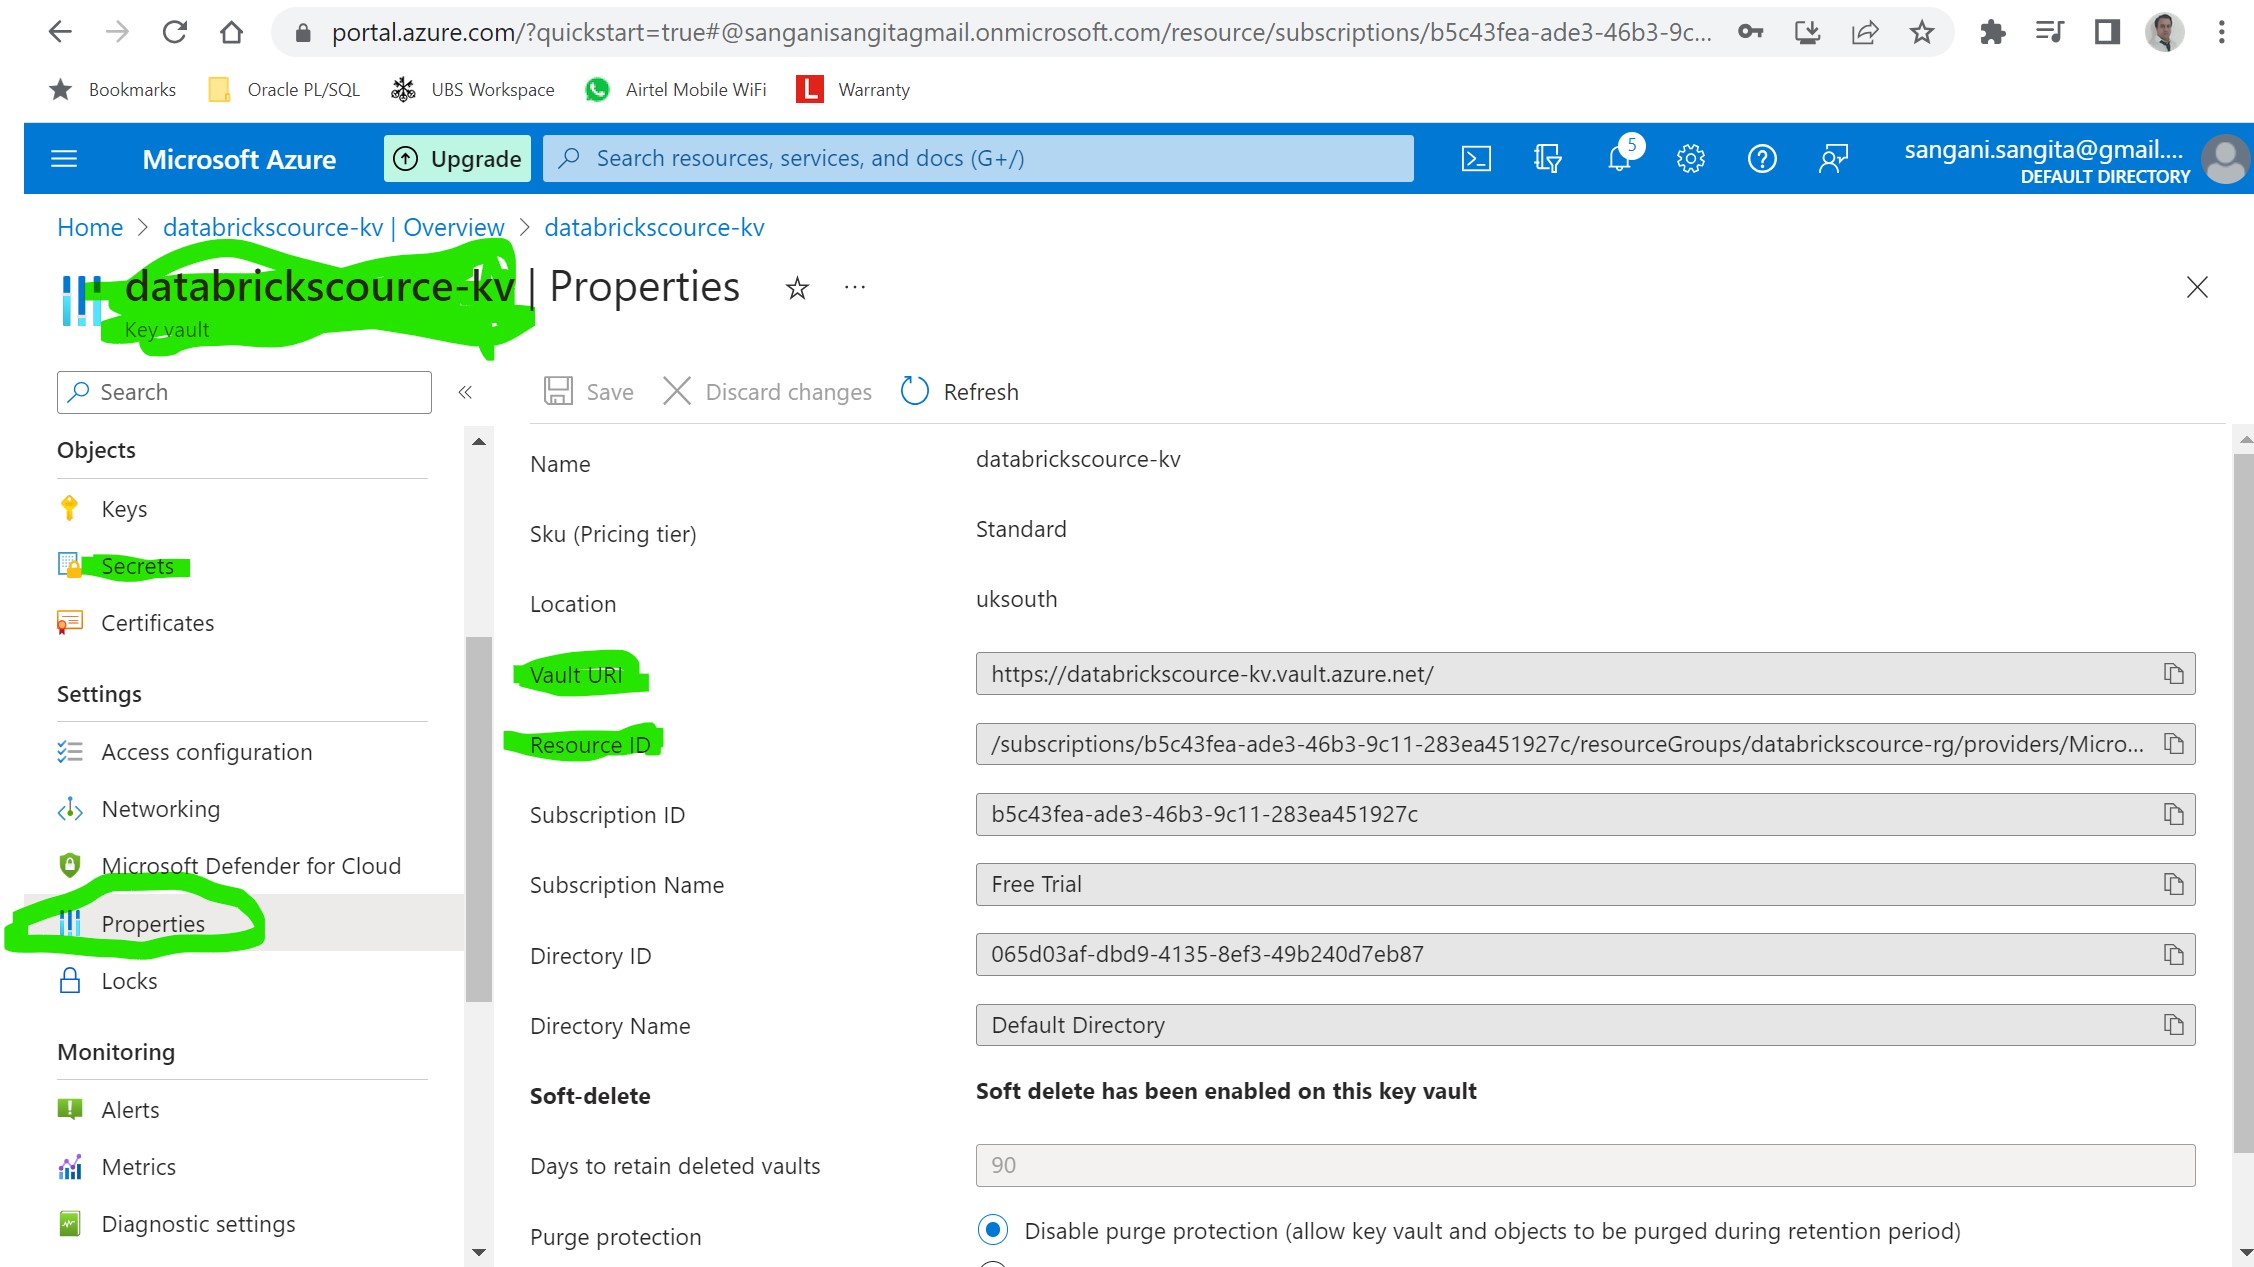 portal.azure.com/?quickstart=true#@sanganisangitagmail.onmicrosoft.com/resource/subscriptions/b5c43fea-ade3-46b3-9c...
Bookmarks Oracle PL/SQL UBS Workspace Airtel Mobile WiFi L Warranty
Microsoft Azure Upgrade Search resources, services, and docs (G+/) 5 sangani.sangita@gmail....
DEFAULT DIRECTORY
Home > databrickscource-kv | Overview > databrickscource-kv
databrickscource-kv | Properties ...
Key vault
Search « Save Discard changes Refresh
Objects
Keys
Secrets
Certificates
Settings
Access configuration
Networking
Microsoft Defender for Cloud
Properties
Locks
Monitoring
Alerts
Metrics
Diagnostic settings
Name databrickscource-kv
Sku (Pricing tier) Standard
Location uksouth
Vault URI https://databrickscource-kv.vault.azure.net/
Resource ID /subscriptions/b5c43fea-ade3-46b3-9c11-283ea451927c/resourceGroups/databrickscource-rg/providers/Micro...
Subscription ID b5c43fea-ade3-46b3-9c11-283ea451927c
Subscription Name Free Trial
Directory ID 065d03af-dbd9-4135-8ef3-49b240d7eb87
Directory Name Default Directory
Soft-delete Soft delete has been enabled on this key vault
Days to retain deleted vaults 90
Purge protection Disable purge protection (allow key vault and objects to be purged during retention period)